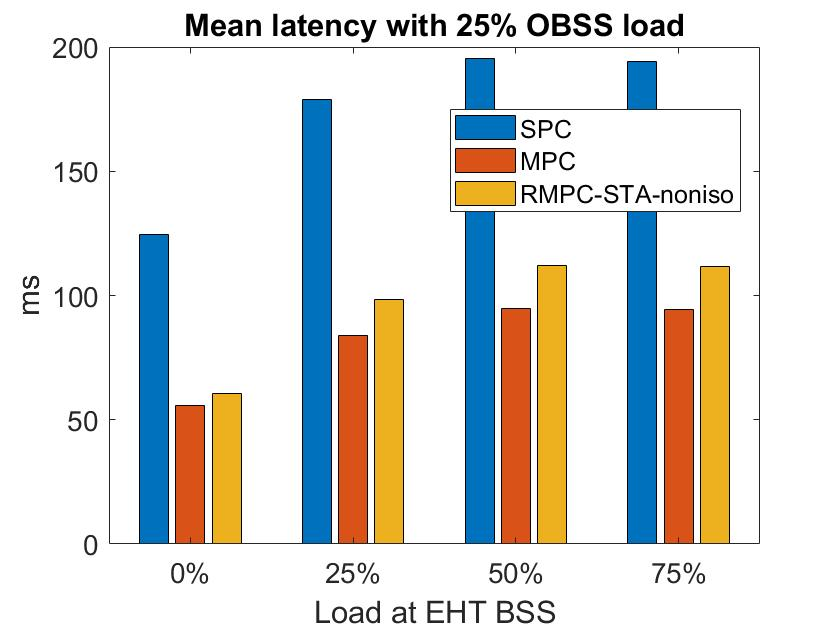 Mean latency with 25% OBSS load
200
150
100
50
0
ms
SPC
MPC
RMPC-STA-noniso
0% 25% 50% 75%
Load at EHT BSS